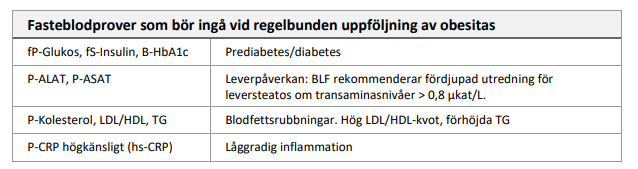 Fasteblodprover som bör ingå vid regelbunden uppföljning av obesitas
fP-Glukos, fS-Insulin, B-HbA1c Prediabetes/diabetes
P-ALAT, P-ASAT Leverpåverkan: BLF rekommenderar fördjupad utredning för
leversteatos om transaminasnivåer > 0,8 µkat/L.
P-Kolesterol, LDL/HDL, TG Blodfettsrubbningar. Hög LDL/HDL-kvot, förhöjda TG
P-CRP högkänsligt (hs-CRP) Låggradig inflammation